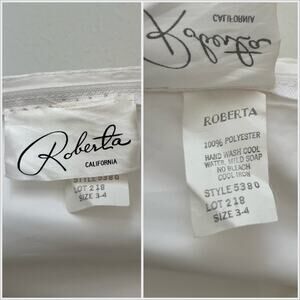 Roberta
CALIFORNIA
STYLE 5380
LOT 218
SIZE 3-4
CALIFORNIA
Roberta
ROBERTA
100% POLYESTER
HAND WASH COOL
WATER, MILD SOAP
NO BLEACH
COOL IRON
STYLE 5380
LOT 218
SIZE 3-4